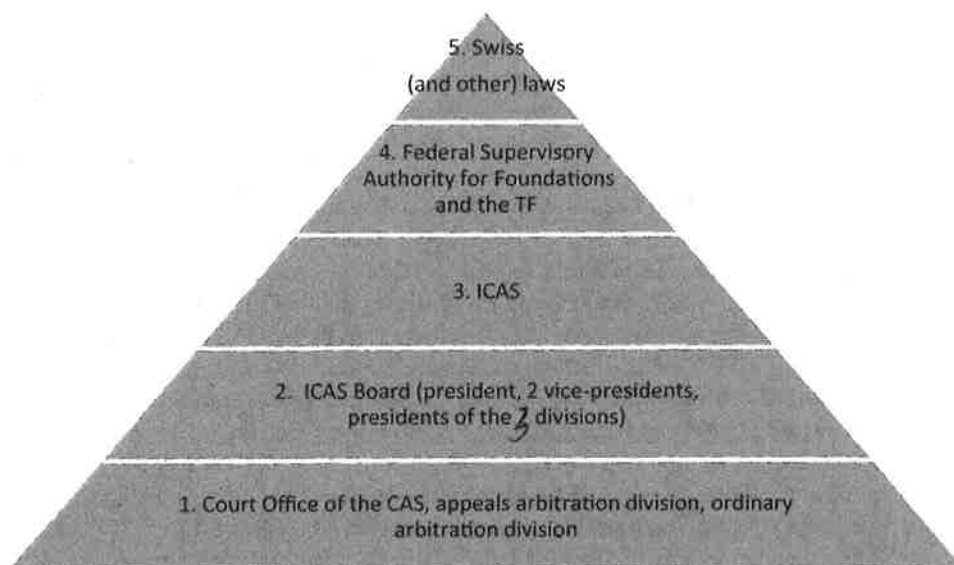 5. Swiss
(and other) laws
4. Federal Supervisory
Authority for Foundations
and the TF
3. ICAS
2. ICAS Board (president, 2 vice-presidents,
presidents of the 3 divisions)
1. Court Office of the CAS, appeals arbitration division, ordinary
arbitration division